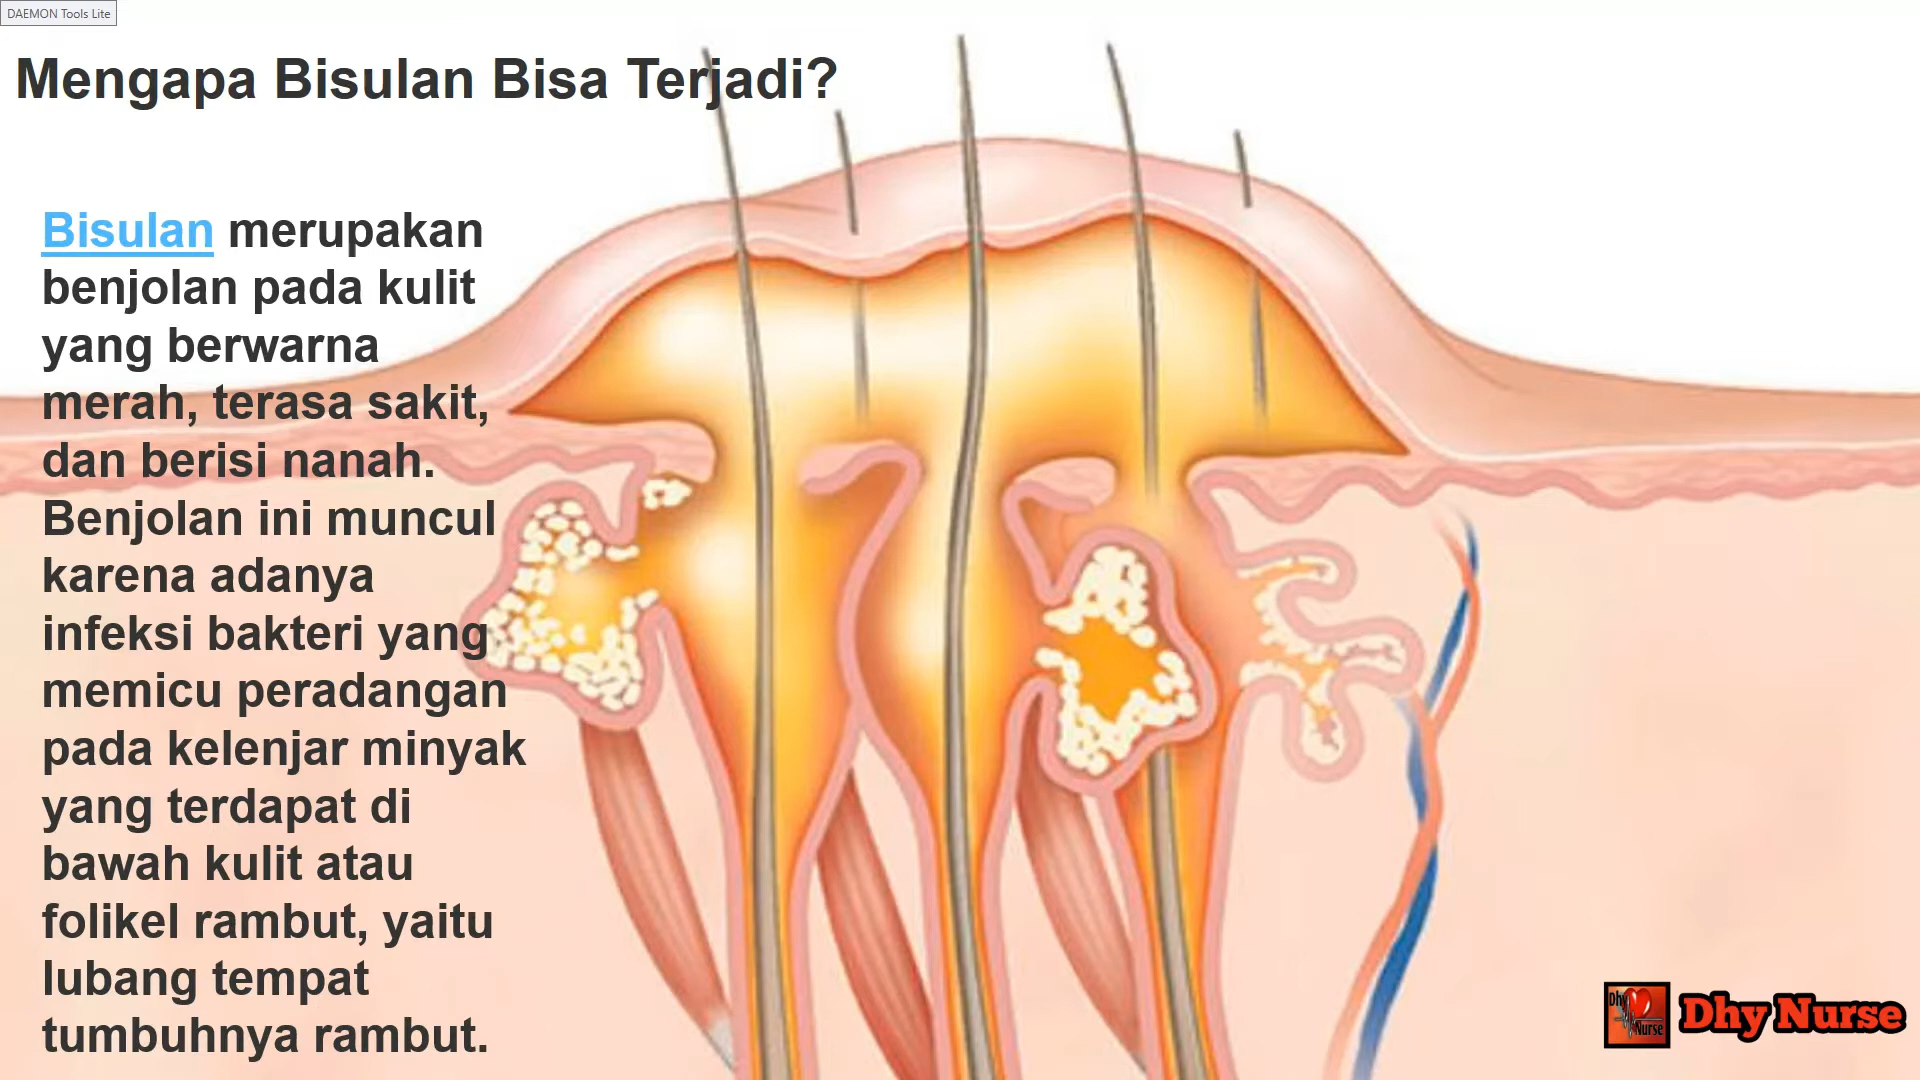 DAEMON Tools Lite
Mengapa Bisulan Bisa Terjadi?
Bisulan merupakan
benjolan pada kulit
yang berwarna
merah, terasa sakit,
dan berisi nanah.
Benjolan ini muncul
karena adanya
infeksi bakteri yang
memicu peradangan
pada kelenjar minyak
yang terdapat di
bawah kulit atau
folikel rambut, yaitu
lubang tempat
tumbuhnya rambut.
Dhy
Nurse
Dhy Nurse